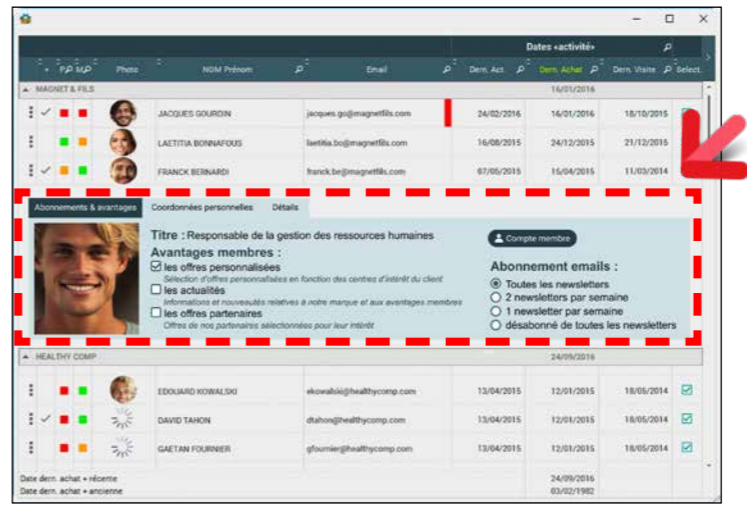 Dates «activité»
P. M. Photo NOM Prénom Email Dern. Act. Dern. Achat Dern. Visite Select.
MAGNET & FILS 16/01/2016
JACQUES GOURDIN jacques.go@magnetfils.com 24/02/2016 16/01/2016 18/10/2015
LAETITIA BONNAFOUS laetitia.bo@magnetfils.com 16/08/2015 24/12/2015 21/12/2015
FRANCK BERNARDI franck.be@magnetfils.com 07/05/2015 15/04/2015 11/03/2014
Abonnements & avantages Coordonnées personnelles Détails
Titre : Responsable de la gestion des ressources humaines
Compte membre
Avantages membres :
les offres personnalisées
Sélection d'offres personnalisées en fonction des centres d'intérêt du client
les actualités
Informations et nouveautés relatives à notre marque et aux avantages membres
les offres partenaires
Offres de nos partenaires sélectionnées pour leur intérêt
Abonnement emails :
Toutes les newsletters
2 newsletters par semaine
1 newsletter par semaine
désabonné de toutes les newsletters
HEALTHY COMP 24/09/2016
EDOUARD KOWALSKI ekowalski@healthycomp.com 13/04/2015 12/01/2015 18/05/2014
DAVID TAHON dtahon@healthycomp.com 13/04/2015 12/01/2015 18/05/2014
GAETAN FOURNIER gfournier@healthycomp.com 13/04/2015 12/01/2015 18/05/2014
Date dern. achat + récente 24/09/2016
Date dern. achat + ancienne 03/02/1982